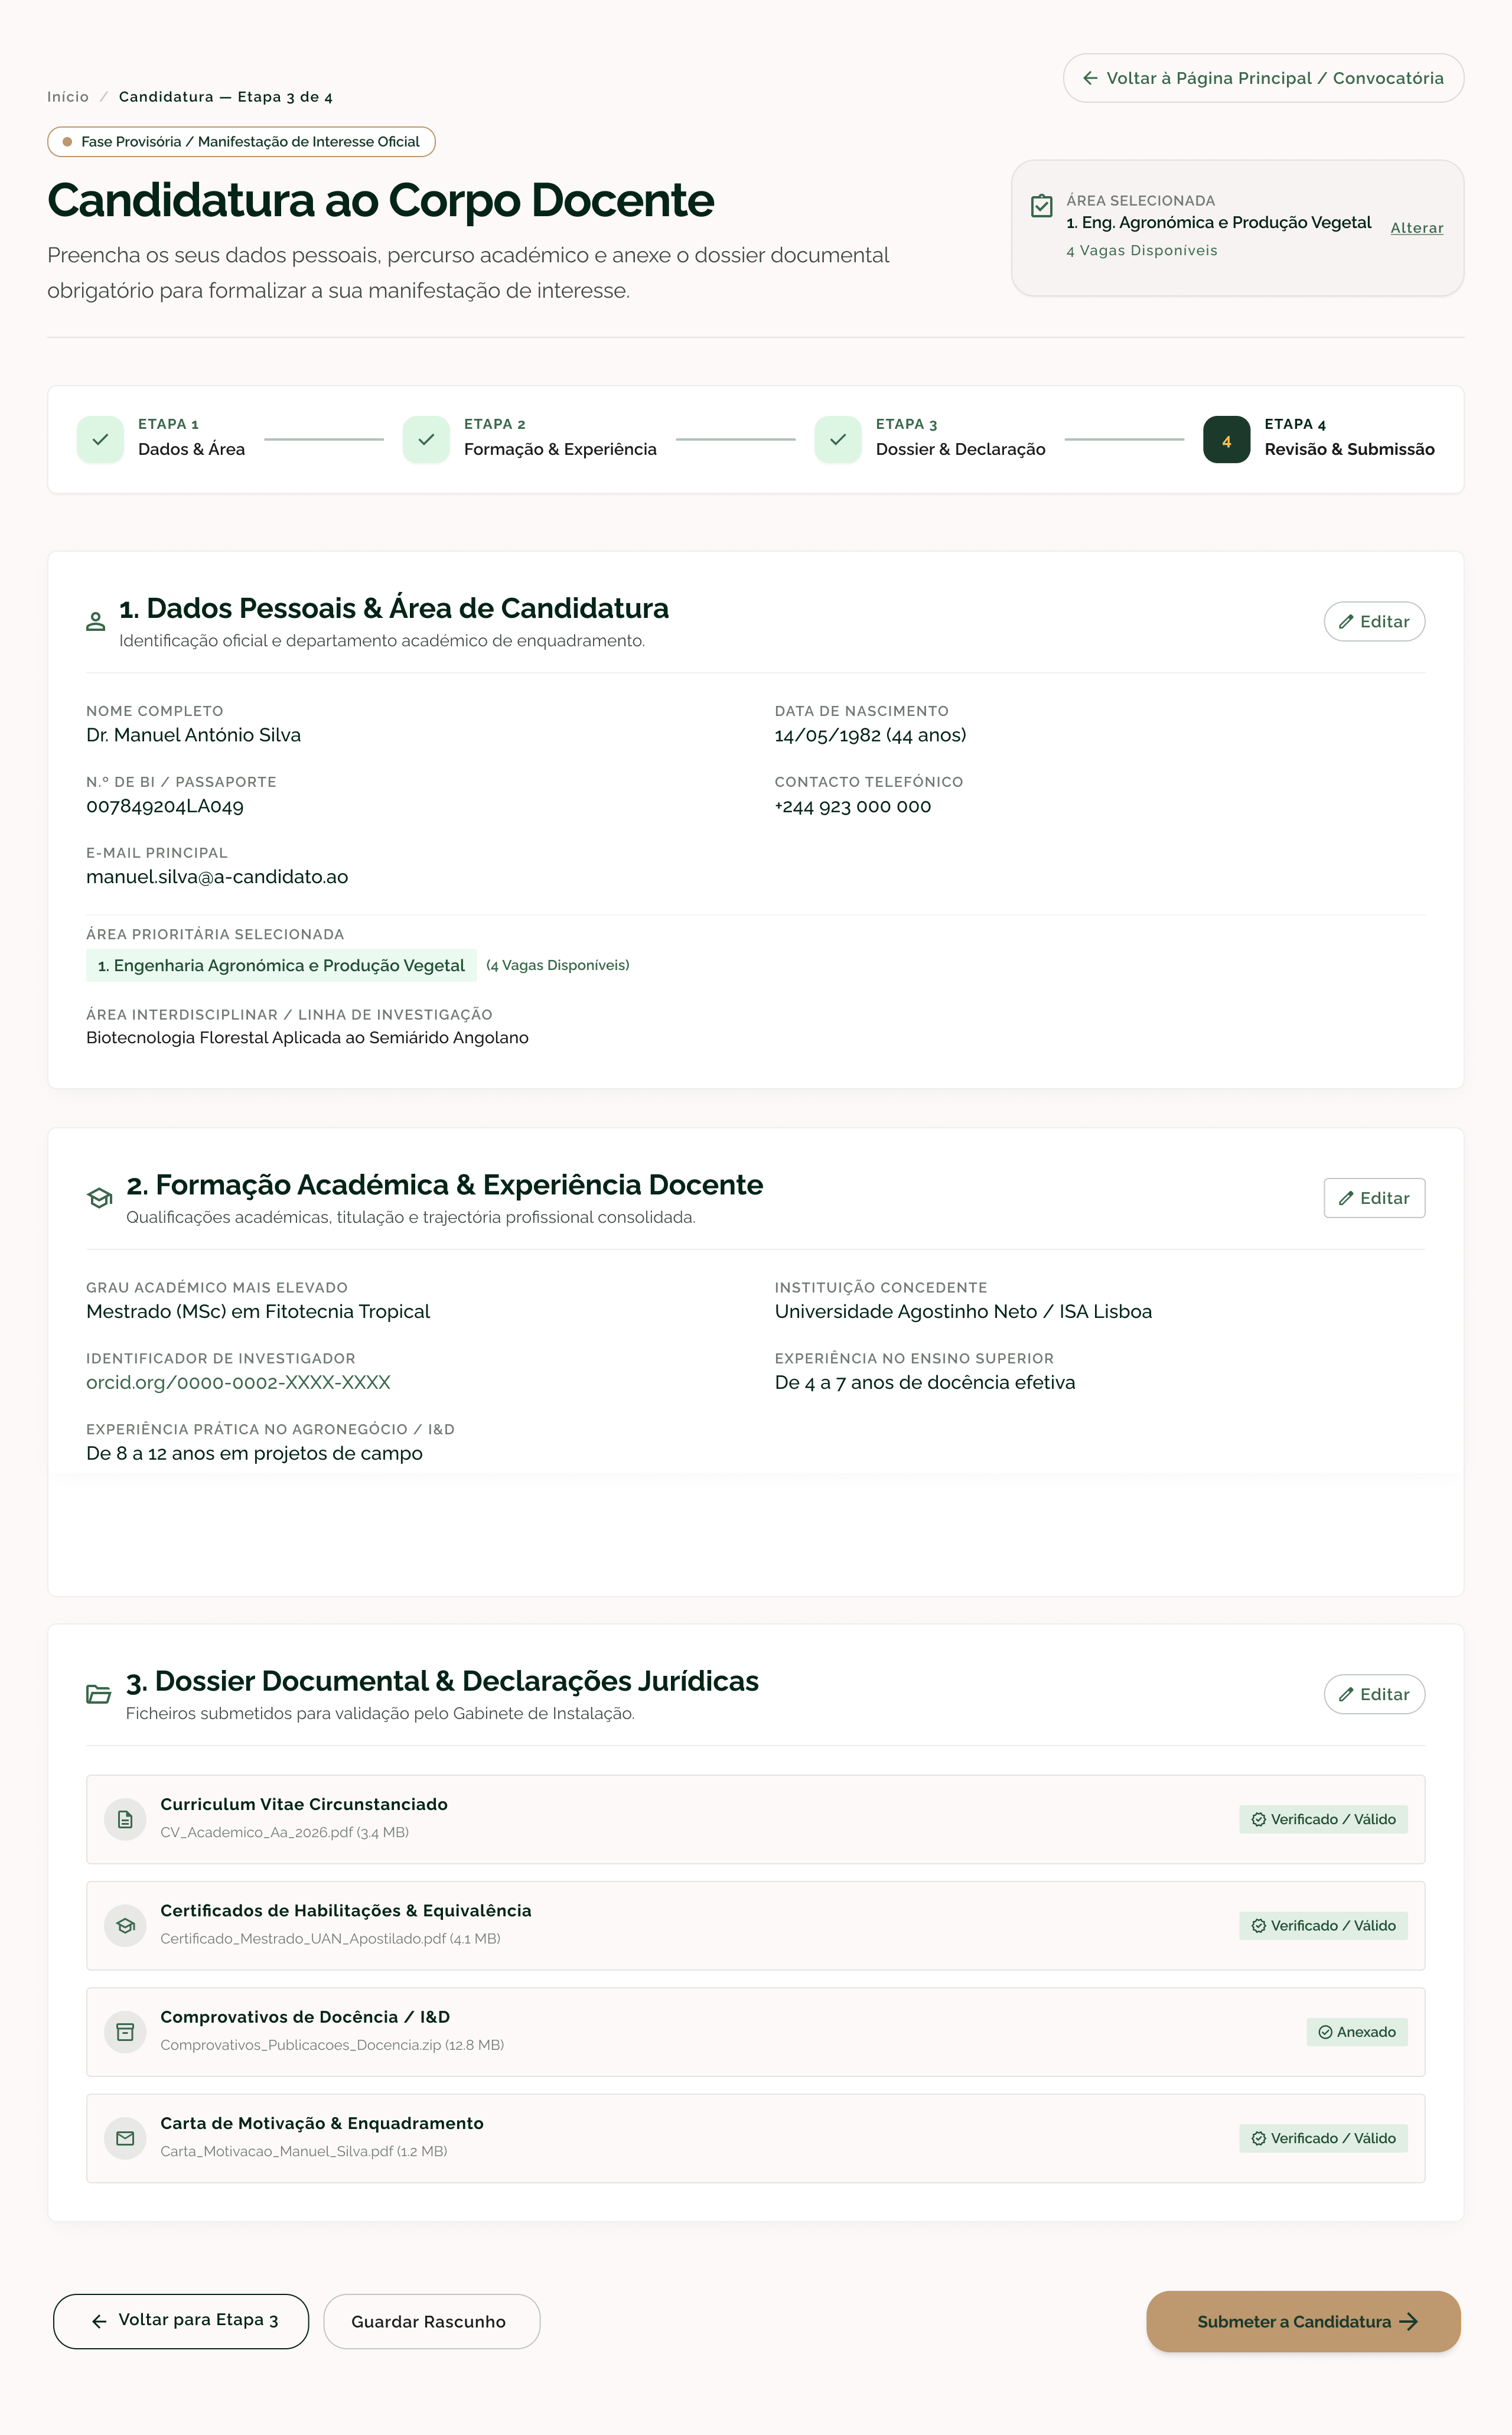 Início / Candidatura — Etapa 3 de 4
← Voltar à Página Principal / Convocatória
Fase Provisória / Manifestação de Interesse Oficial
Candidatura ao Corpo Docente
Preencha os seus dados pessoais, percurso académico e anexe o dossier documental
obrigatório para formalizar a sua manifestação de interesse.
ÁREA SELECIONADA
1. Eng. Agronómica e Produção Vegetal
Alterar
4 Vagas Disponíveis
ETAPA 1
Dados & Área
ETAPA 2
Formação & Experiência
ETAPA 3
Dossier & Declaração
4
ETAPA 4
Revisão & Submissão
1. Dados Pessoais & Área de Candidatura
Identificação oficial e departamento académico de enquadramento.
Editar
NOME COMPLETO
Dr. Manuel António Silva
DATA DE NASCIMENTO
14/05/1982 (44 anos)
N.º DE BI / PASSAPORTE
007849204LA049
CONTACTO TELEFÓNICO
+244 923 000 000
E-MAIL PRINCIPAL
manuel.silva@a-candidato.ao
ÁREA PRIORITÁRIA SELECIONADA
1. Engenharia Agronómica e Produção Vegetal (4 Vagas Disponíveis)
ÁREA INTERDISCIPLINAR / LINHA DE INVESTIGAÇÃO
Biotecnologia Florestal Aplicada ao Semiárido Angolano
2. Formação Académica & Experiência Docente
Qualificações académicas, titulação e trajectória profissional consolidada.
Editar
GRAU ACADÉMICO MAIS ELEVADO
Mestrado (MSc) em Fitotecnia Tropical
INSTITUIÇÃO CONCEDENTE
Universidade Agostinho Neto / ISA Lisboa
IDENTIFICADOR DE INVESTIGADOR
orcid.org/0000-0002-XXXX-XXXX
EXPERIÊNCIA NO ENSINO SUPERIOR
De 4 a 7 anos de docência efetiva
EXPERIÊNCIA PRÁTICA NO AGRONEGÓCIO / I&D
De 8 a 12 anos em projetos de campo
3. Dossier Documental & Declarações Jurídicas
Ficheiros submetidos para validação pelo Gabinete de Instalação.
Editar
Curriculum Vitae Circunstanciado
CV_Academico_Aa_2026.pdf (3.4 MB)
Verificado / Válido
Certificados de Habilitações & Equivalência
Certificado_Mestrado_UAN_Apostilado.pdf (4.1 MB)
Verificado / Válido
Comprovativos de Docência / I&D
Comprovativos_Publicacoes_Docencia.zip (12.8 MB)
Anexado
Carta de Motivação & Enquadramento
Carta_Motivacao_Manuel_Silva.pdf (1.2 MB)
Verificado / Válido
← Voltar para Etapa 3
Guardar Rascunho
Submeter a Candidatura →